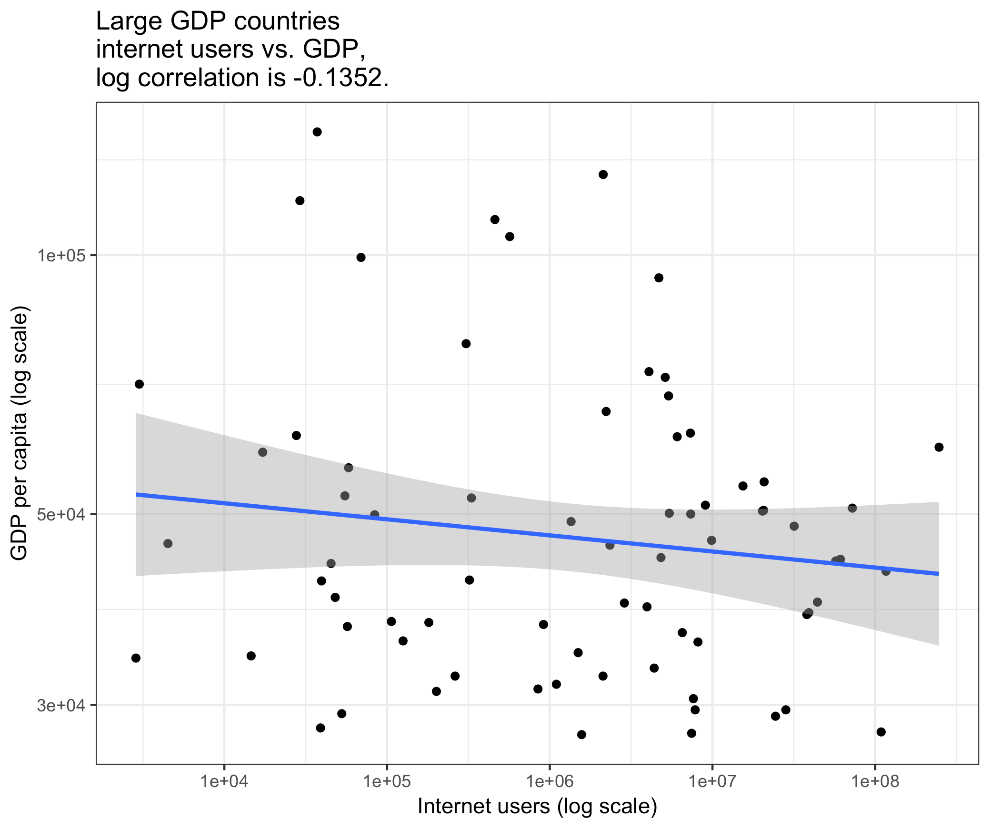 Large GDP countries
internet users vs. GDP,
log correlation is -0.1352.
GDP per capita (log scale)
1e+05
5e+04
3e+04
1e+04
1e+05
1e+06
1e+07
1e+08
Internet users (log scale)